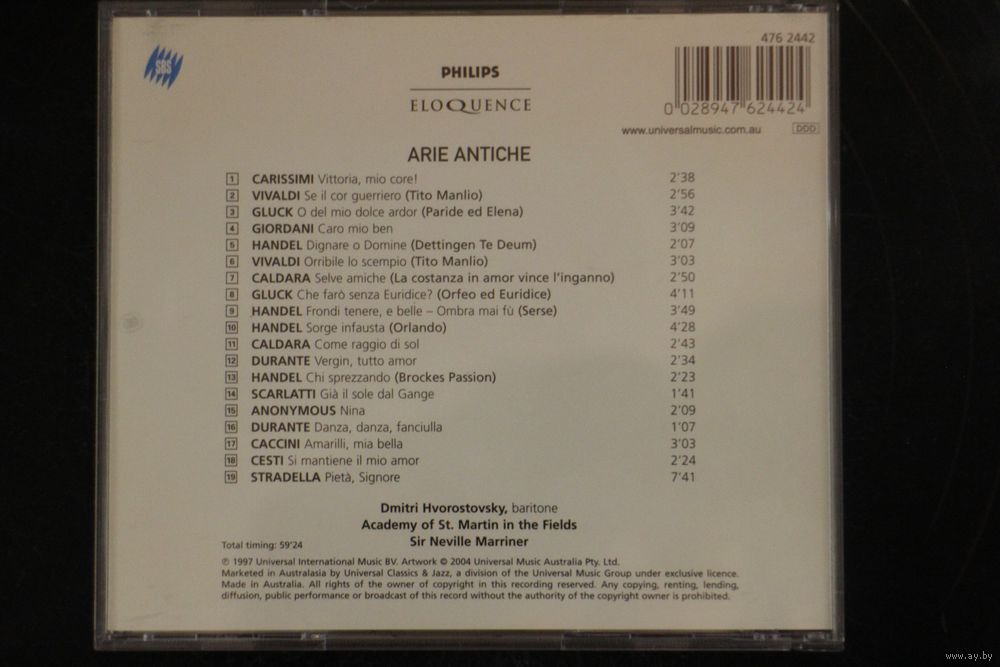 SBS
476 2442
PHILIPS
ELOQUENCE
0 028947 624424
www.universalmusic.com.au DDD
ARIE ANTICHE
1 CARISSIMI Vittoria, mio core! 2'38
2 VIVALDI Se il cor guerriero (Tito Manlio) 2'56
3 GLUCK O del mio dolce ardor (Paride ed Elena) 3'42
4 GIORDANI Caro mio ben 3'09
5 HANDEL Dignare o Domine (Dettingen Te Deum) 2'07
6 VIVALDI Orribile lo scempio (Tito Manlio) 3'03
7 CALDARA Selve amiche (La costanza in amor vince l'inganno) 2'50
8 GLUCK Che farò senza Euridice? (Orfeo ed Euridice) 4'11
9 HANDEL Frondi tenere, e belle – Ombra mai fù (Serse) 3'49
10 HANDEL Sorge infausta (Orlando) 4'28
11 CALDARA Come raggio di sol 2'43
12 DURANTE Vergin, tutto amor 2'34
13 HANDEL Chi sprezzando (Brockes Passion) 2'23
14 SCARLATTI Già il sole dal Gange 1'41
15 ANONYMOUS Nina 2'09
16 DURANTE Danza, danza, fanciulla 1'07
17 CACCINI Amarilli, mia bella 3'03
18 CESTI Si mantiene il mio amor 2'24
19 STRADELLA Pietà, Signore 7'41
Dmitri Hvorostovsky, baritone
Academy of St. Martin in the Fields
Sir Neville Marriner
Total timing: 59'24
℗ 1997 Universal International Music BV. Artwork © 2004 Universal Music Australia Pty. Ltd.
Marketed in Australasia by Universal Classics & Jazz, a division of the Universal Music Group under exclusive licence.
Made in Australia. All rights of the owner of copyright in this recording reserved. Any copying, renting, lending,
diffusion, public performance or broadcast of this record without the authority of the copyright owner is prohibited.
www.ay.by